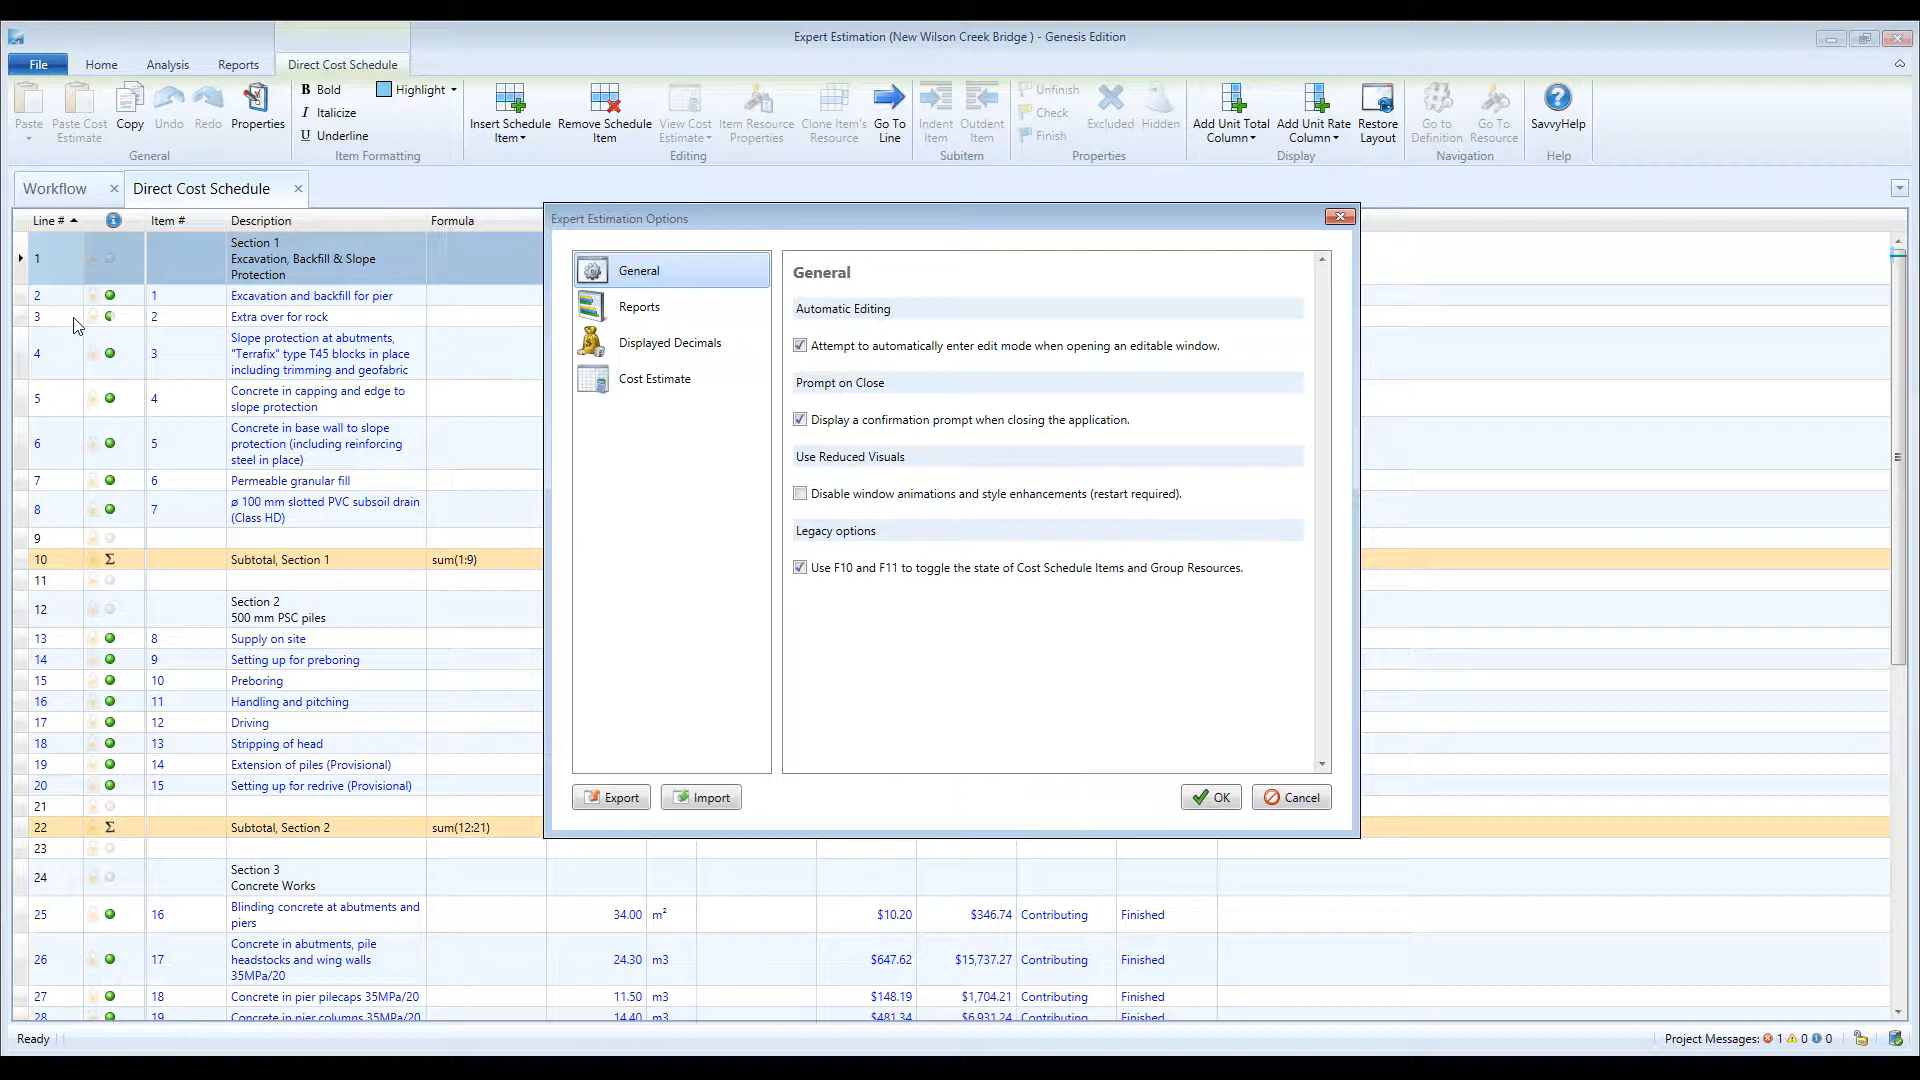 Expert Estimation (New Wilson Creek Bridge ) - Genesis Edition
File Home Analysis Reports Direct Cost Schedule
Paste
Paste Cost Estimate
Copy
Undo
Redo
Properties
General
B Bold
I Italicize
U Underline
Highlight
Item Formatting
Insert Schedule Item
Remove Schedule Item
View Cost Estimate
Item Resource Properties
Clone Item's Resource
Go To Line
Editing
Indent Item
Outdent Item
Subitem
Unfinish
Check
Finish
Excluded
Hidden
Properties
Add Unit Total Column
Add Unit Rate Column
Restore Layout
Display
Go to Definition
Go To Resource
Navigation
SavvyHelp
Help
Workflow
Direct Cost Schedule
Line # Item # Description Formula
1 Section 1
Excavation, Backfill & Slope
Protection
2 1 Excavation and backfill for pier
3 2 Extra over for rock
4 3 Slope protection at abutments,
"Terrafix" type T45 blocks in place
including trimming and geofabric
5 4 Concrete in capping and edge to
slope protection
6 5 Concrete in base wall to slope
protection (including reinforcing
steel in place)
7 6 Permeable granular fill
8 7 ø 100 mm slotted PVC subsoil drain
(Class HD)
9
10 Σ Subtotal, Section 1 sum(1:9)
11
12 Section 2
500 mm PSC piles
13 8 Supply on site
14 9 Setting up for preboring
15 10 Preboring
16 11 Handling and pitching
17 12 Driving
18 13 Stripping of head
19 14 Extension of piles (Provisional)
20 15 Setting up for redrive (Provisional)
21
22 Σ Subtotal, Section 2 sum(12:21)
23
24 Section 3
Concrete Works
25 16 Blinding concrete at abutments and
piers 34.00 m² $10.20 $346.74 Contributing Finished
26 17 Concrete in abutments, pile
headstocks and wing walls
35MPa/20 24.30 m3 $647.62 $15,737.27 Contributing Finished
27 18 Concrete in pier pilecaps 35MPa/20 11.50 m3 $148.19 $1,704.21 Contributing Finished
28 19 Concrete in pier columns 35MPa/20 14.40 m3 $481.34 $6,931.24 Contributing Finished
Expert Estimation Options
General
Reports
Displayed Decimals
Cost Estimate
General
Automatic Editing
Attempt to automatically enter edit mode when opening an editable window.
Prompt on Close
Display a confirmation prompt when closing the application.
Use Reduced Visuals
Disable window animations and style enhancements (restart required).
Legacy options
Use F10 and F11 to toggle the state of Cost Schedule Items and Group Resources.
Export Import OK Cancel
Ready
Project Messages: 1 0 0